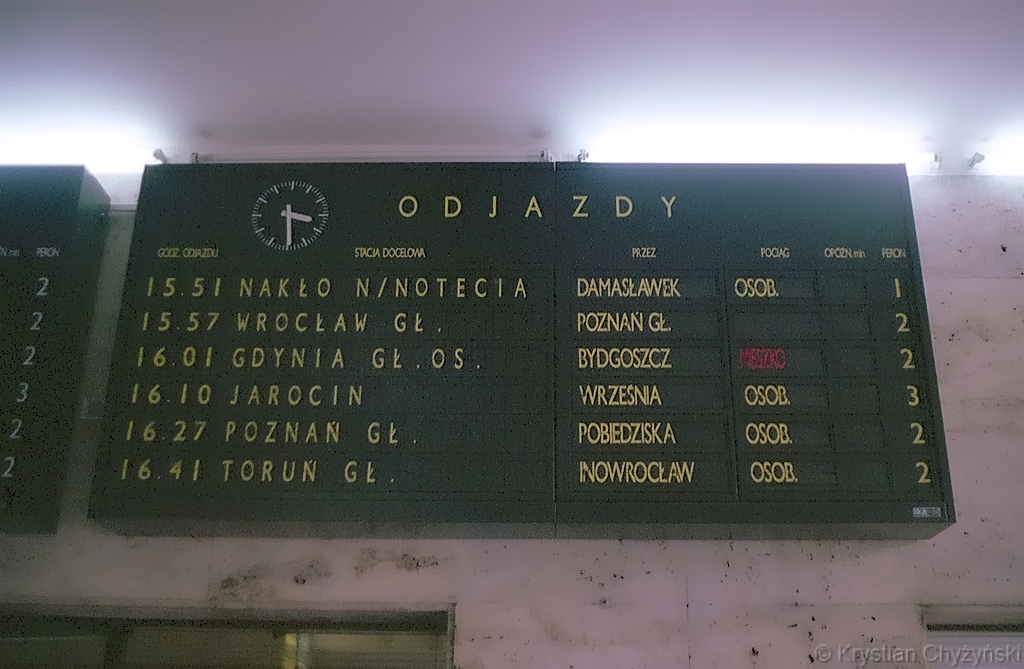 ODJAZDY
GODZ. ODJAZDU STACJA DOCELOWA PRZEZ POCIĄG OPÓŹN.min PERON
15.51 NAKŁO N/NOTECIA DAMASŁAWEK OSOB. 1
15.57 WROCŁAW GŁ. POZNAŃ GŁ. 2
16.01 GDYNIA GŁ.OS. BYDGOSZCZ MIESZKO 2
16.10 JAROCIN WRZEŚNIA OSOB. 3
16.27 POZNAŃ GŁ. POBIEDZISKA OSOB. 2
16.41 TORUŃ GŁ. INOWROCŁAW OSOB. 2
PERON
2
2
2
3
2
2
© Krystian Chyżyński